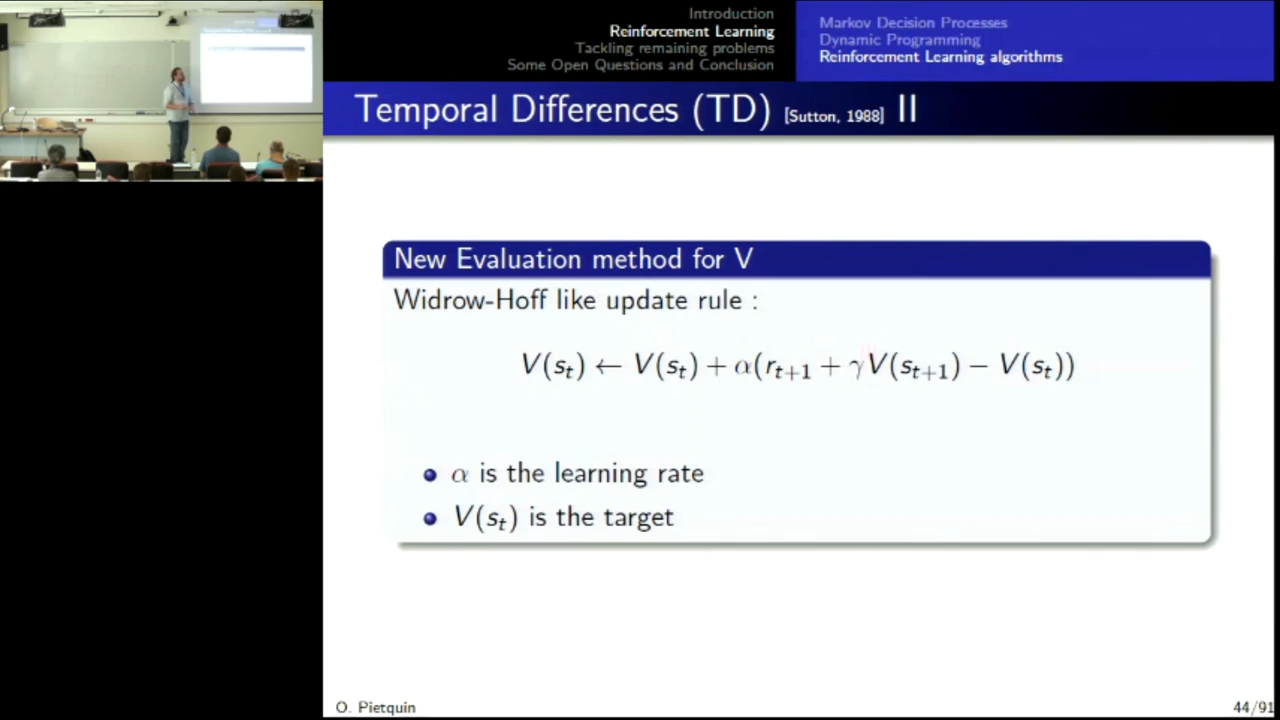 Introduction
Reinforcement Learning
Tackling remaining problems
Some Open Questions and Conclusion
Markov Decision Processes
Dynamic Programming
Reinforcement Learning algorithms
Temporal Differences (TD) [Sutton, 1988] II
New Evaluation method for V
Widrow-Hoff like update rule :
V(s_t) ← V(s_t) + α(r_{t+1} + γV(s_{t+1}) − V(s_t))
α is the learning rate
V(s_t) is the target
O. Pietquin
44/91